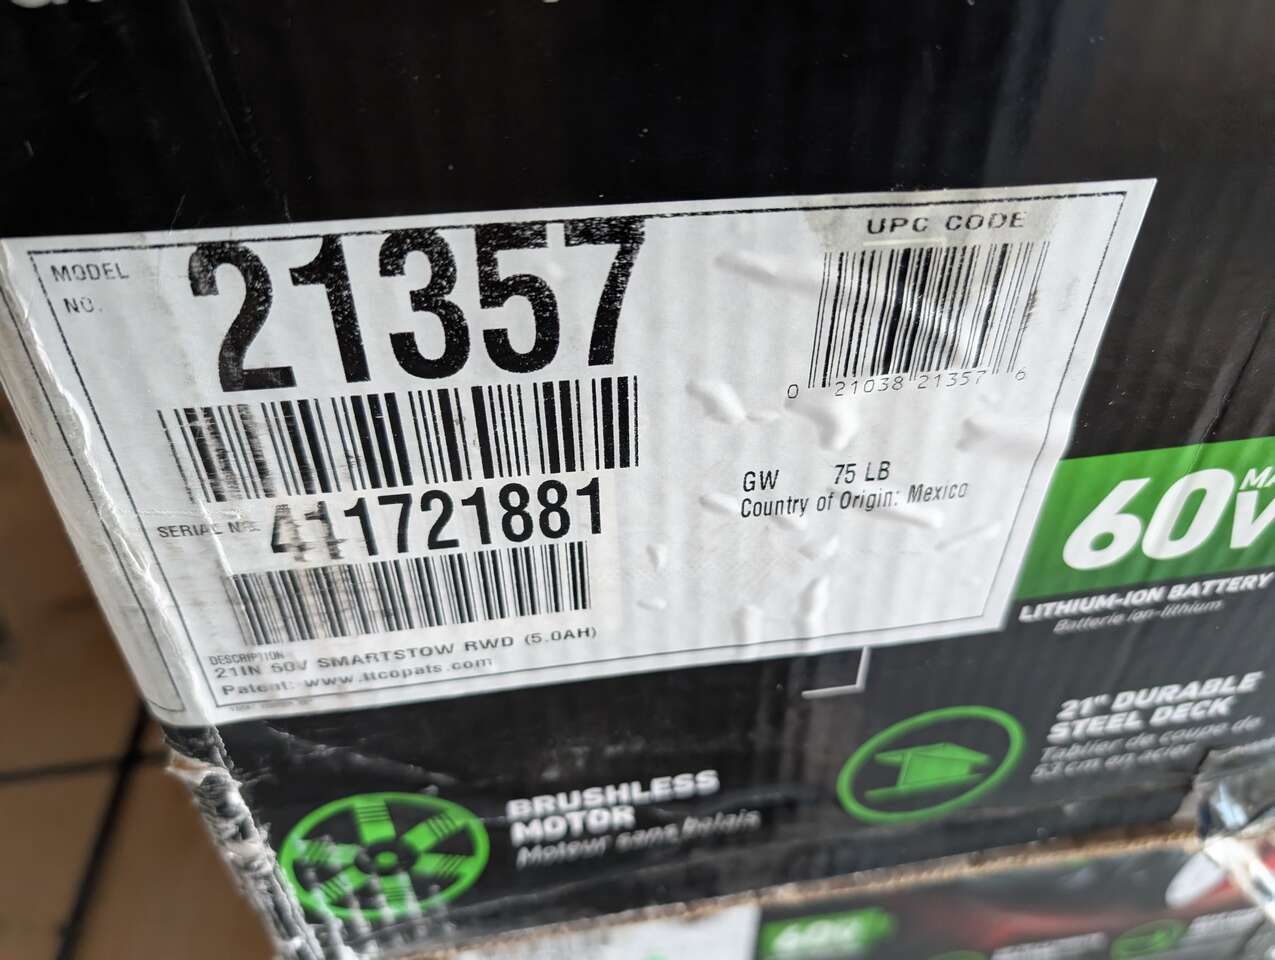 MODEL
NO.
21357
UPC CODE
0 21038 21357 6
SERIAL NO. 411721881
GW 75 LB
Country of Origin: Mexico
DESCRIPTION
21IN 60V SMARTSTOW RWD (5.0AH)
Patent: www.ttcopats.com
60V
LITHIUM-ION BATTERY
Batterie ion-lithium
21" DURABLE
STEEL DECK
Tablier de coupe de
53 cm en acier
BRUSHLESS
MOTOR
Moteur sans balais
60V